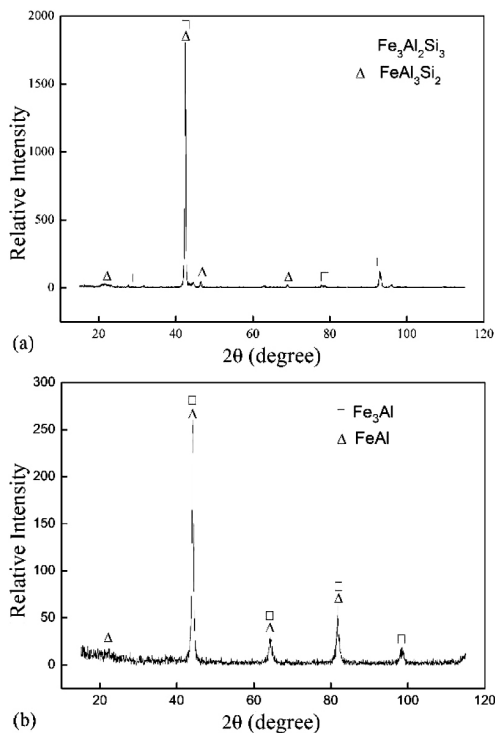 2000
Fe₃Al₂Si₃
Δ FeAl₃Si₂
1500
1000
500
0
Relative Intensity
20 40 60 80 100 120
2θ (degree)
(a)
300
Fe₃Al
Δ FeAl
250
200
150
100
50
0
Relative Intensity
20 40 60 80 100 120
2θ (degree)
(b)